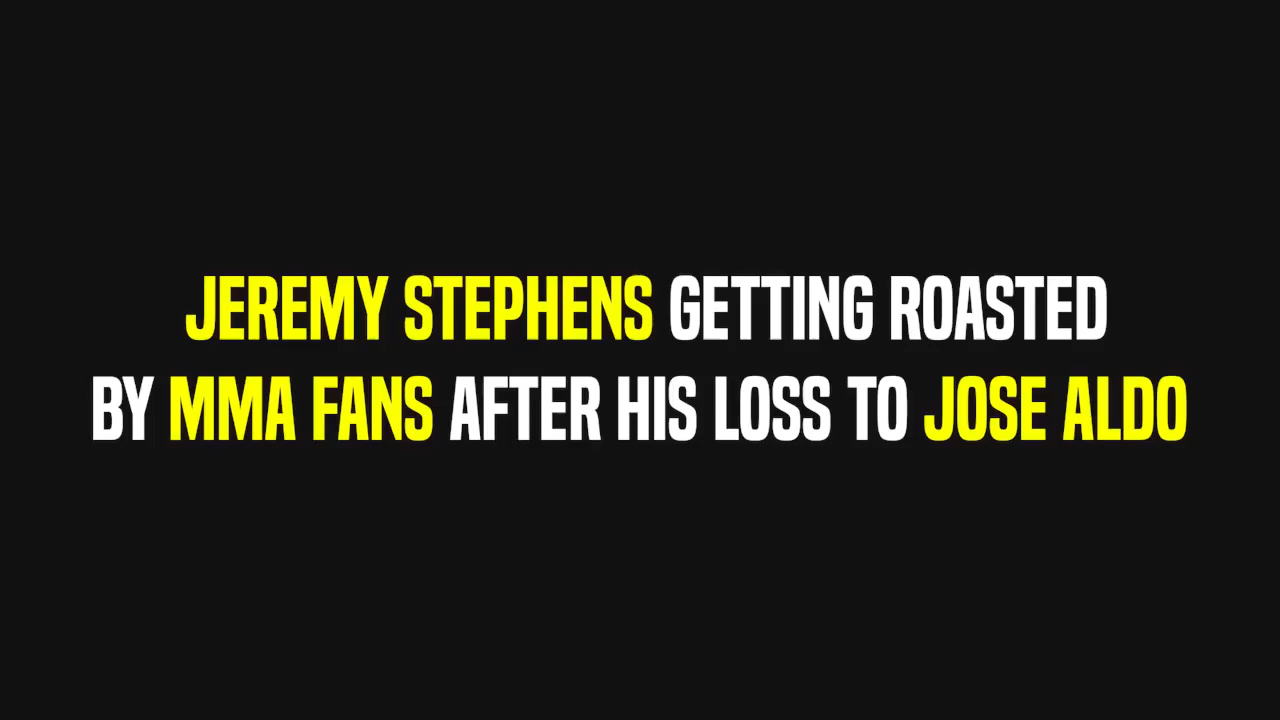 JEREMY STEPHENS GETTING ROASTED
BY MMA FANS AFTER HIS LOSS TO JOSE ALDO